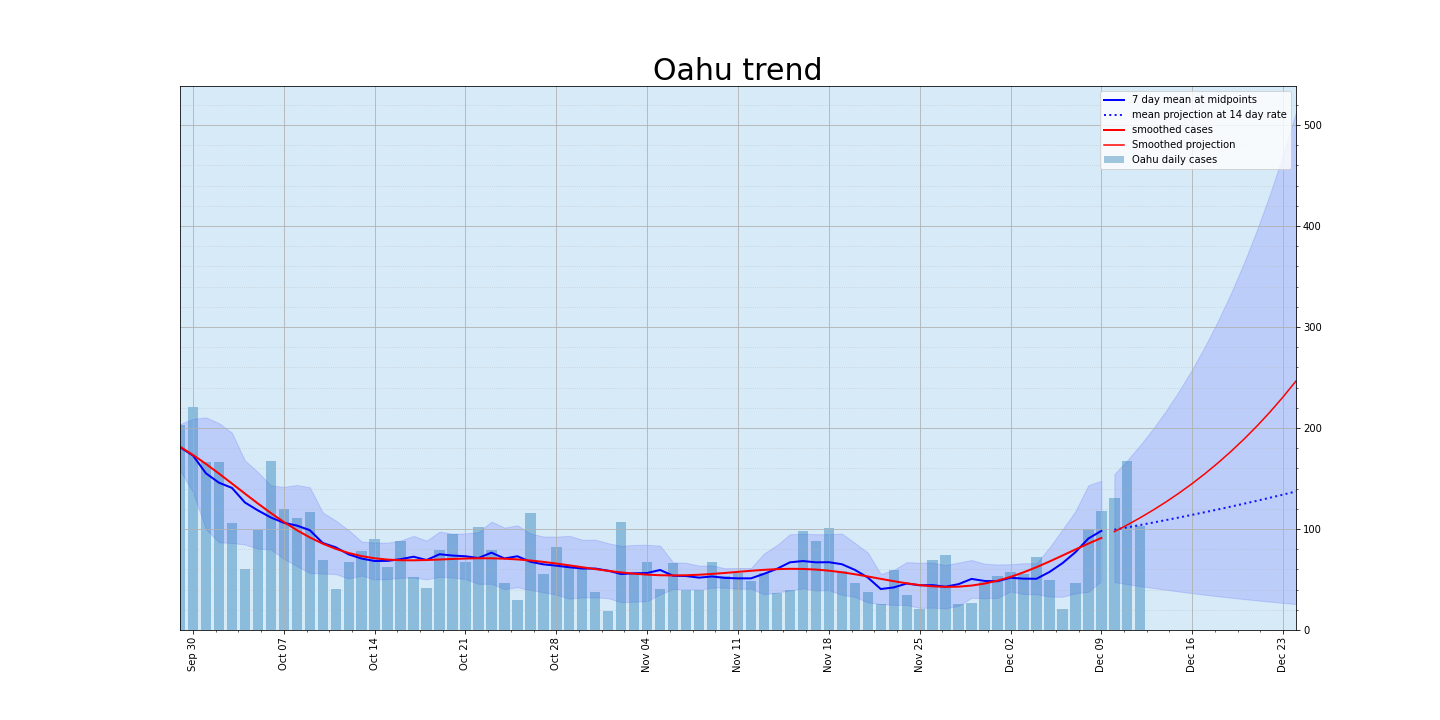 Oahu trend
7 day mean at midpoints
mean projection at 14 day rate
smoothed cases
Smoothed projection
Oahu daily cases
500
400
300
200
100
0
Sep 30
Oct 07
Oct 14
Oct 21
Oct 28
Nov 04
Nov 11
Nov 18
Nov 25
Dec 02
Dec 09
Dec 16
Dec 23